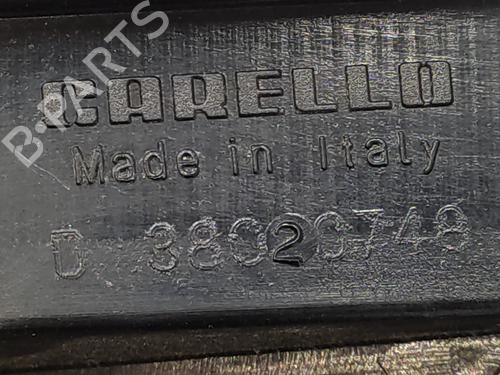 CARELLO
Made in Italy
D 38020748
B-PARTS